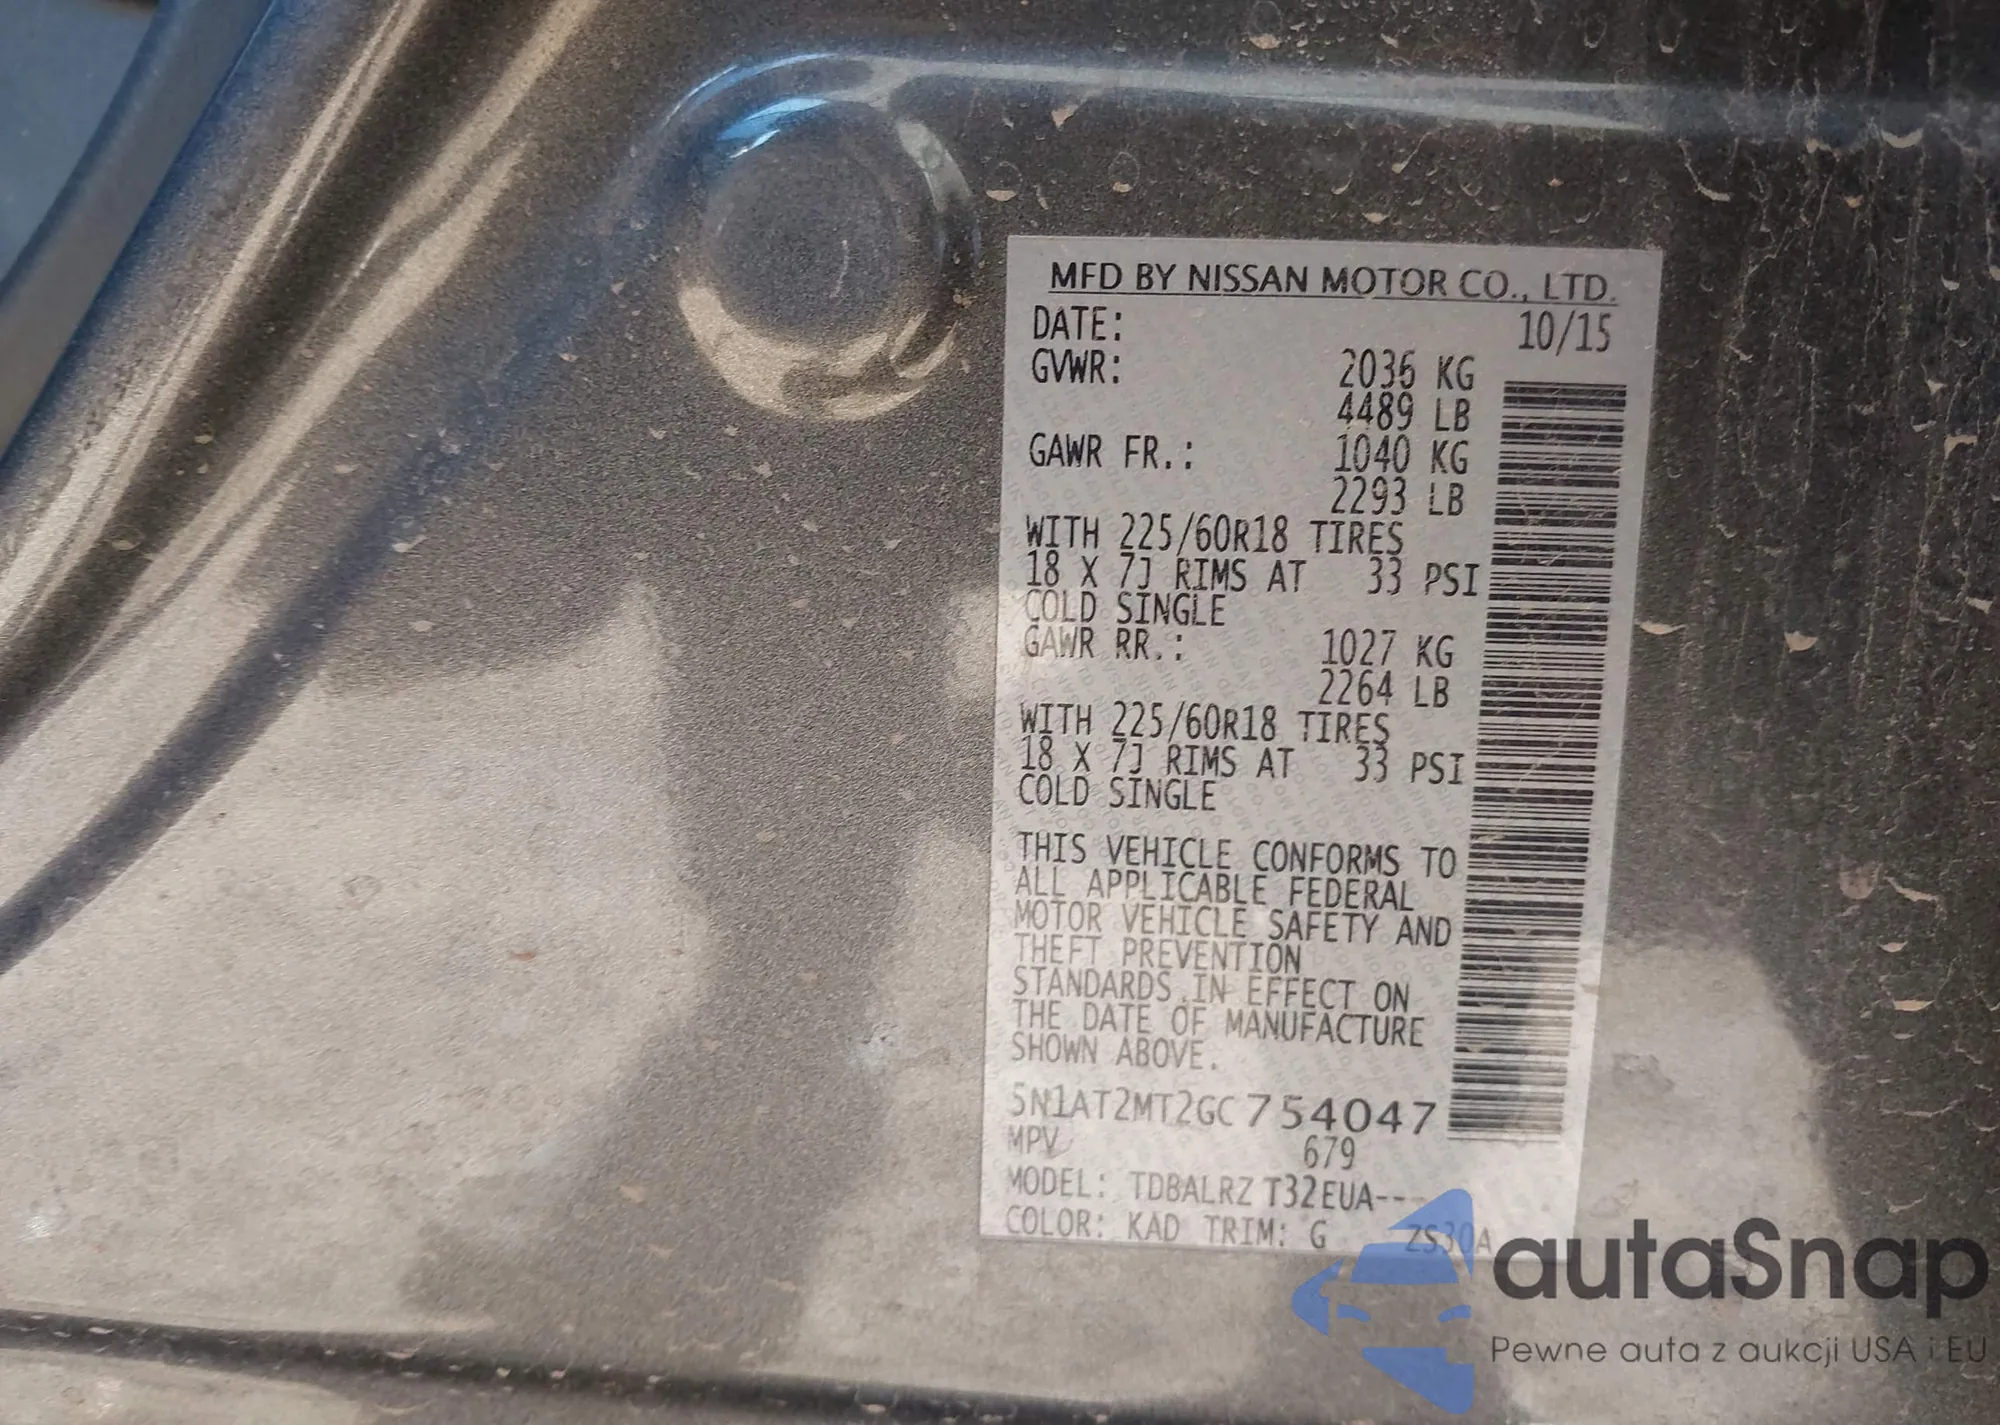 MFD BY NISSAN MOTOR CO., LTD.
DATE: 10/15
GVWR: 2036 KG
4489 LB
GAWR FR.: 1040 KG
2293 LB
WITH 225/60R18 TIRES
18 X 7J RIMS AT 33 PSI
COLD SINGLE
GAWR RR.: 1027 KG
2264 LB
WITH 225/60R18 TIRES
18 X 7J RIMS AT 33 PSI
COLD SINGLE
THIS VEHICLE CONFORMS TO
ALL APPLICABLE FEDERAL
MOTOR VEHICLE SAFETY AND
THEFT PREVENTION
STANDARDS IN EFFECT ON
THE DATE OF MANUFACTURE
SHOWN ABOVE.
5N1AT2MT2GC754047
MPV 679
MODEL: TDBALRZ T32EUA---
COLOR: KAD TRIM: G ZS30A
autaSnap
Pewne auta z aukcji USA i EU